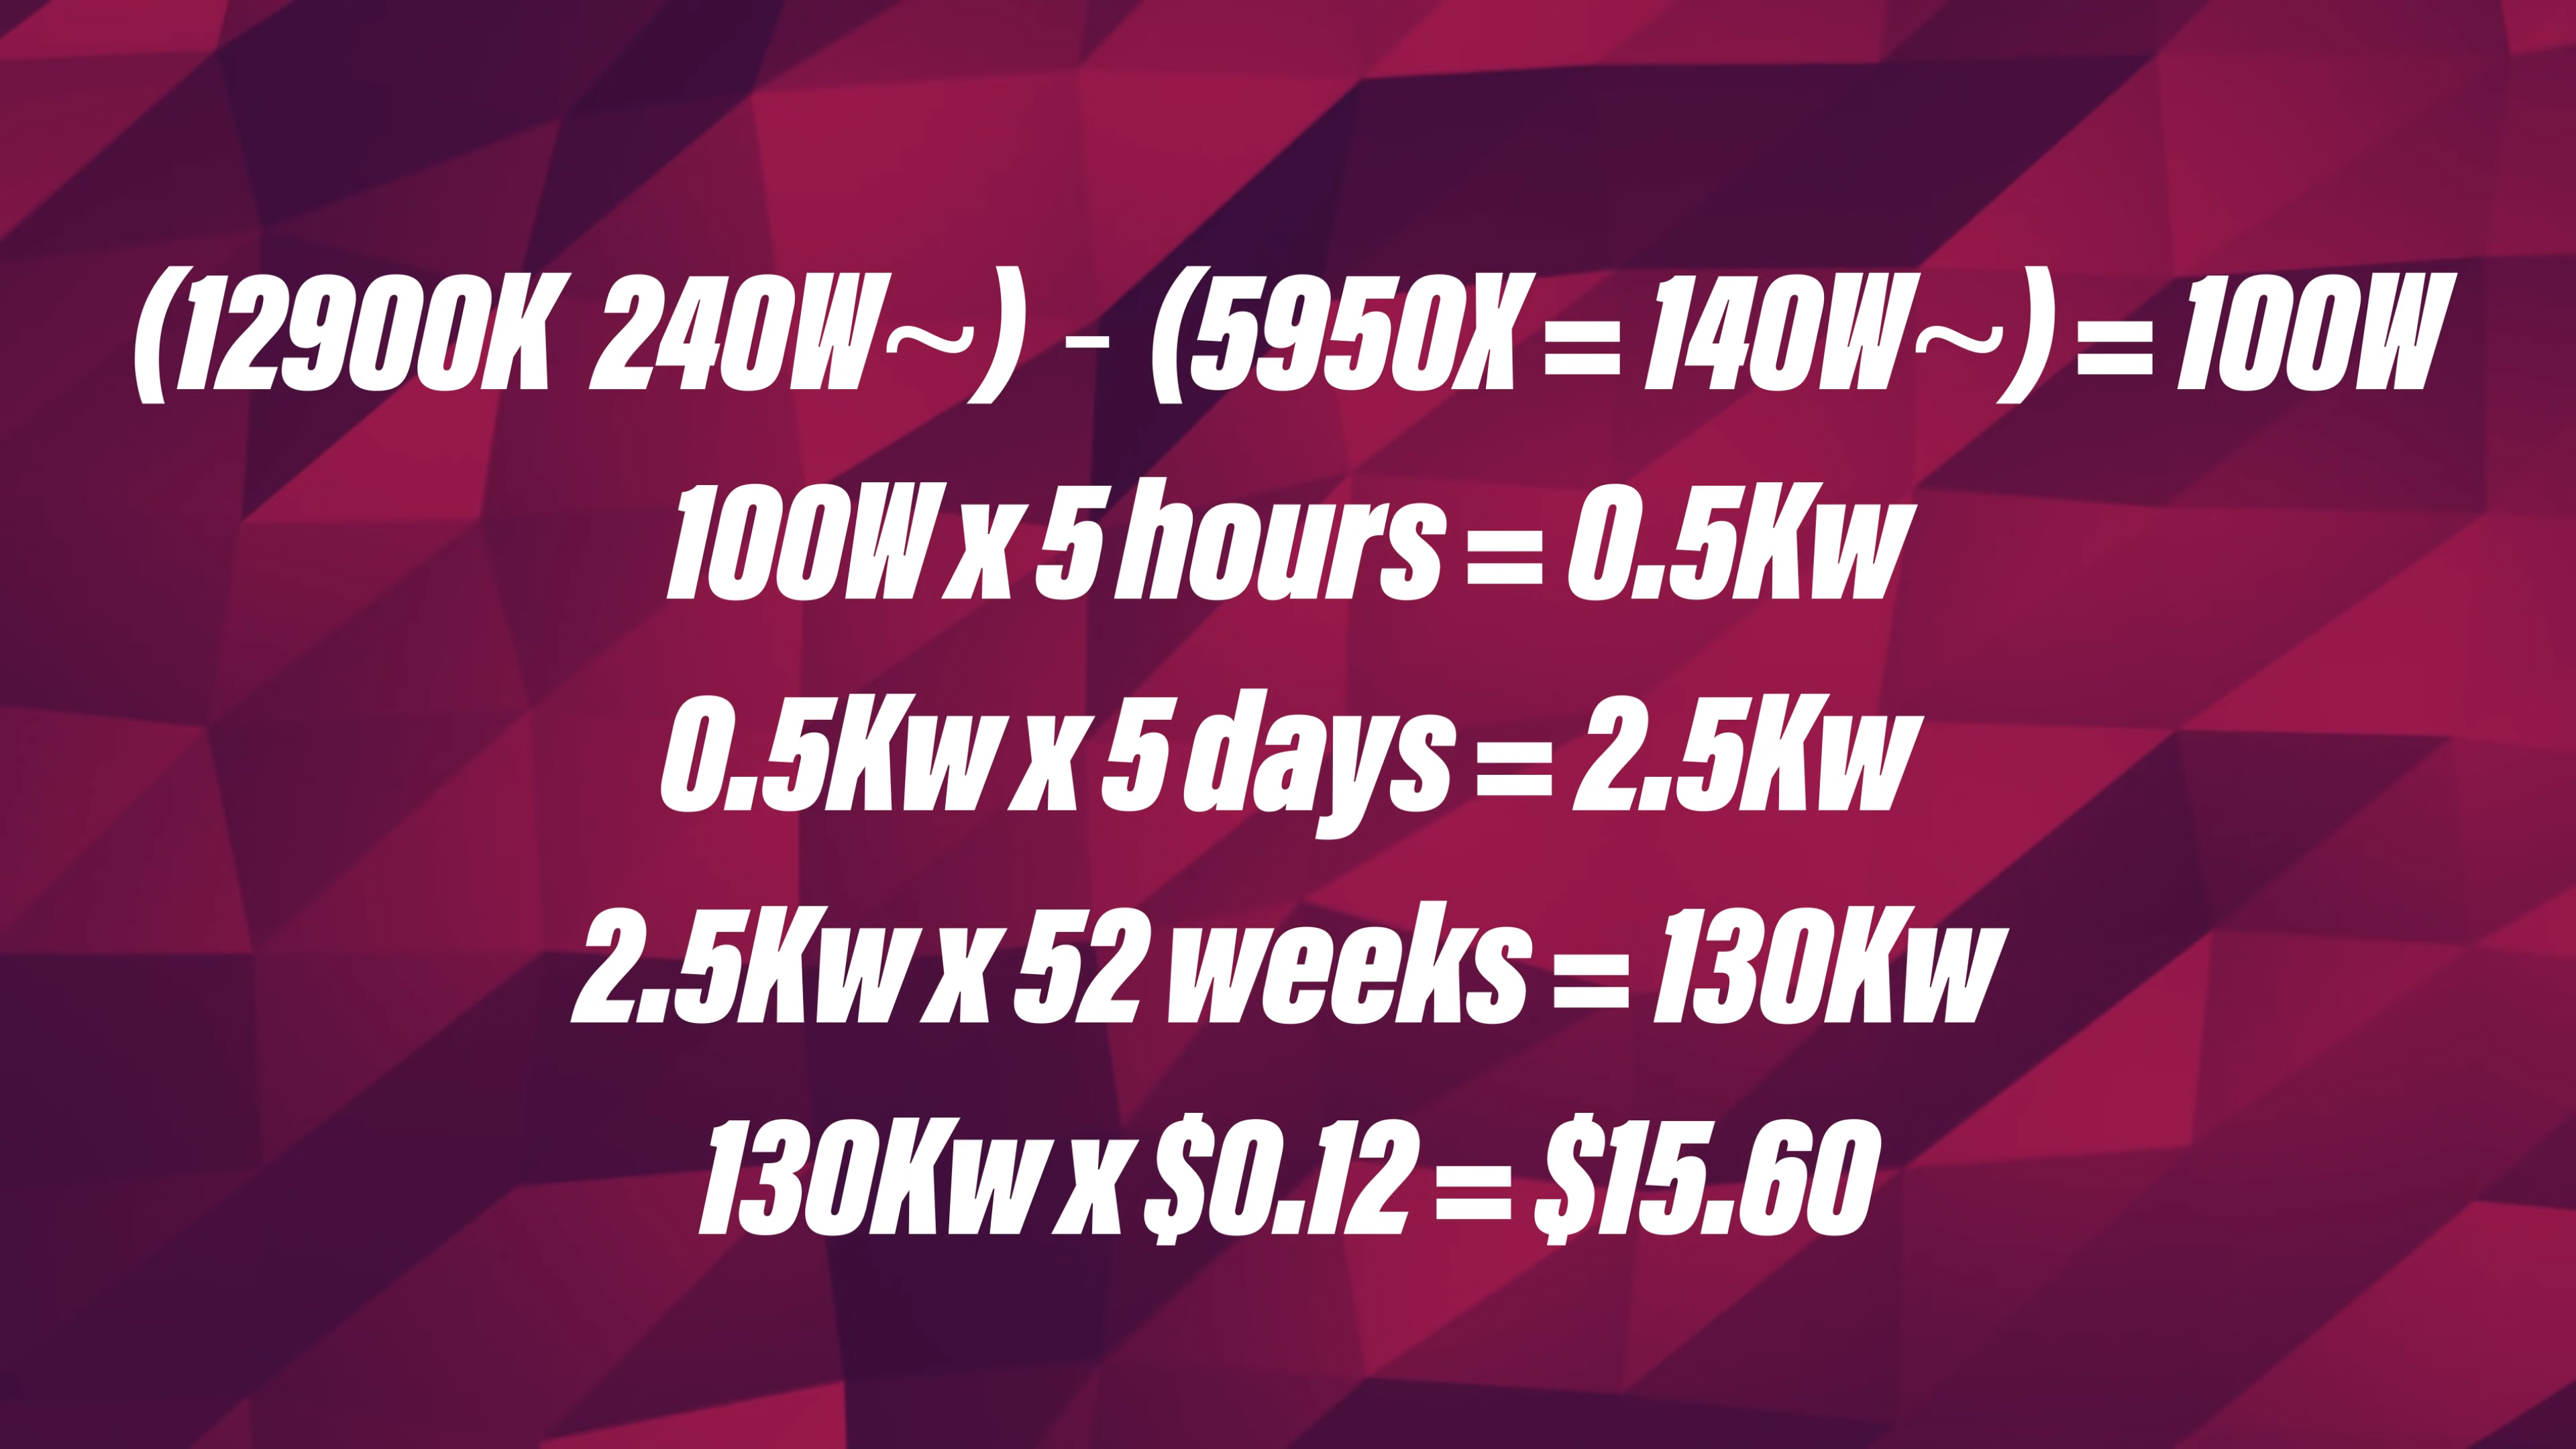 (12900K 240W~) - (5950X = 140W~) = 100W
100W x 5 hours = 0.5Kw
0.5Kw x 5 days = 2.5Kw
2.5Kw x 52 weeks = 130Kw
130Kw x $0.12 = $15.60